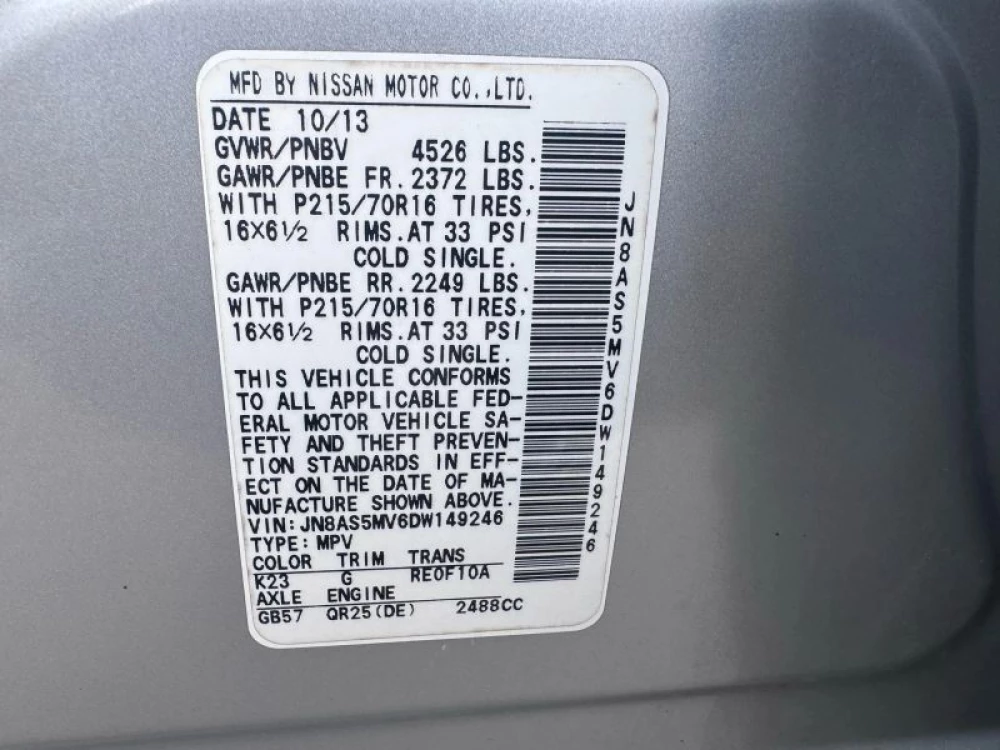 MFD BY NISSAN MOTOR CO.,LTD.
DATE 10/13
GVWR/PNBV 4526 LBS.
GAWR/PNBE FR. 2372 LBS.
WITH P215/70R16 TIRES,
16X6½ RIMS. AT 33 PSI
COLD SINGLE.
GAWR/PNBE RR. 2249 LBS.
WITH P215/70R16 TIRES,
16X6½ RIMS. AT 33 PSI
COLD SINGLE.
THIS VEHICLE CONFORMS
TO ALL APPLICABLE FED-
ERAL MOTOR VEHICLE SA-
FETY AND THEFT PREVEN-
TION STANDARDS IN EFF-
ECT ON THE DATE OF MA-
NUFACTURE SHOWN ABOVE.
VIN: JN8AS5MV6DW149246
TYPE: MPV
COLOR TRIM TRANS
K23 G RE0F10A
AXLE ENGINE
GB57 QR25(DE) 2488CC
JN8AS5MV6DW149246